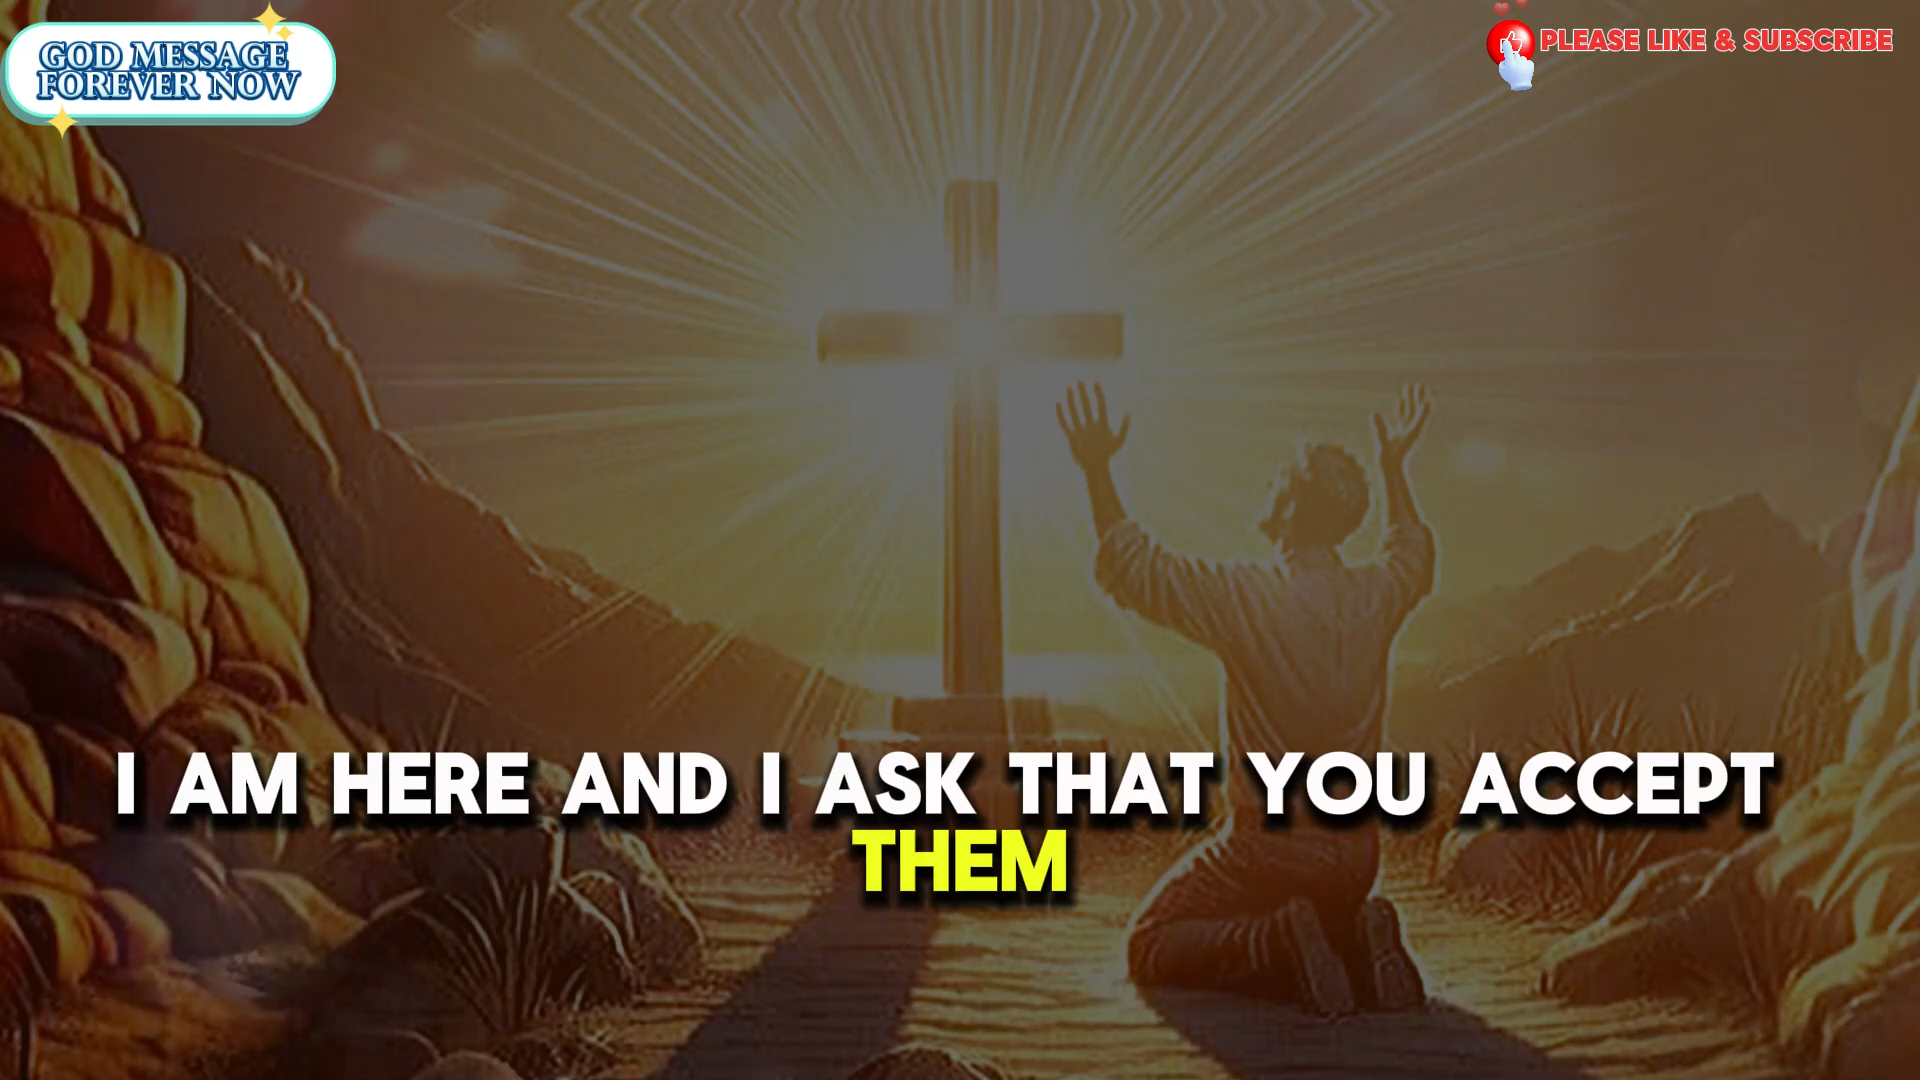 GOD MESSAGE
FOREVER NOW
PLEASE LIKE & SUBSCRIBE
I AM HERE AND I ASK THAT YOU ACCEPT
THEM